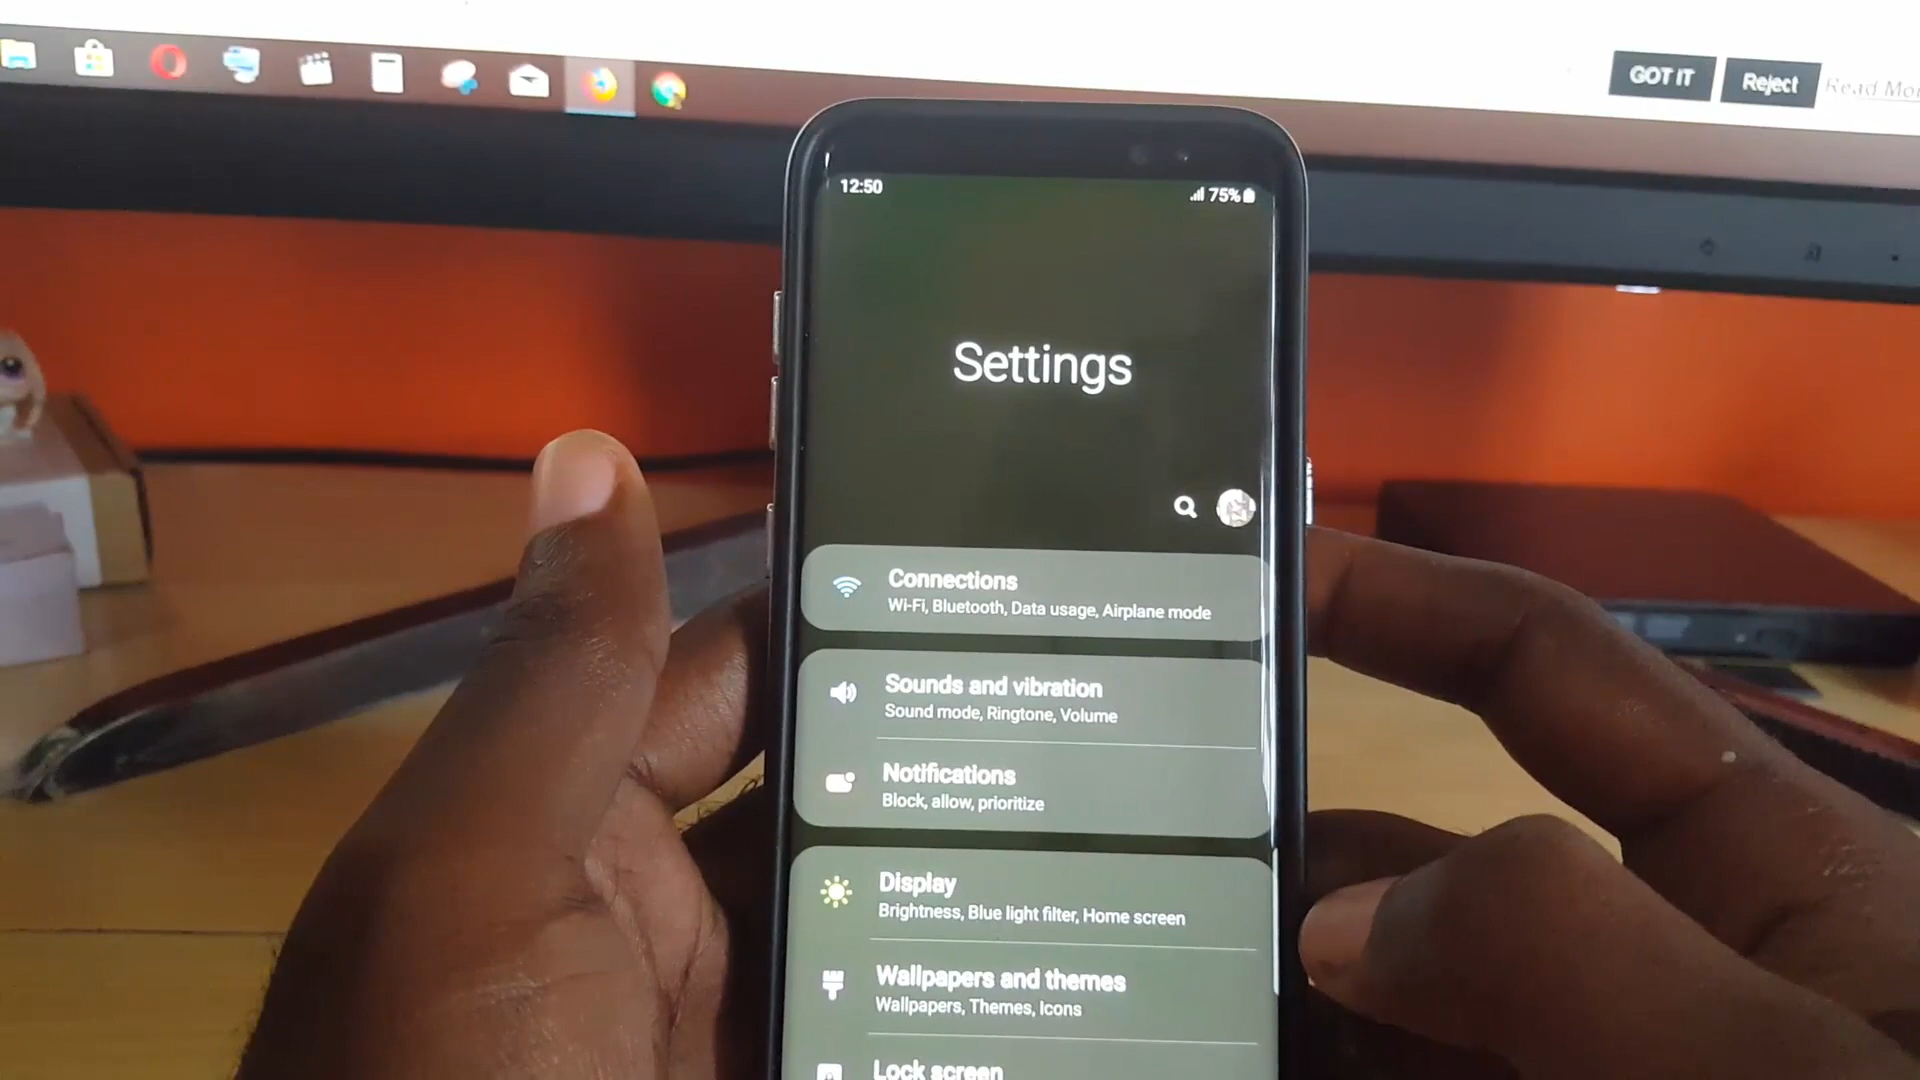 GOT IT
Reject
Read Mor
12:50
75%
Settings
Connections
Wi-Fi, Bluetooth, Data usage, Airplane mode
Sounds and vibration
Sound mode, Ringtone, Volume
Notifications
Block, allow, prioritize
Display
Brightness, Blue light filter, Home screen
Wallpapers and themes
Wallpapers, Themes, Icons
Lock screen